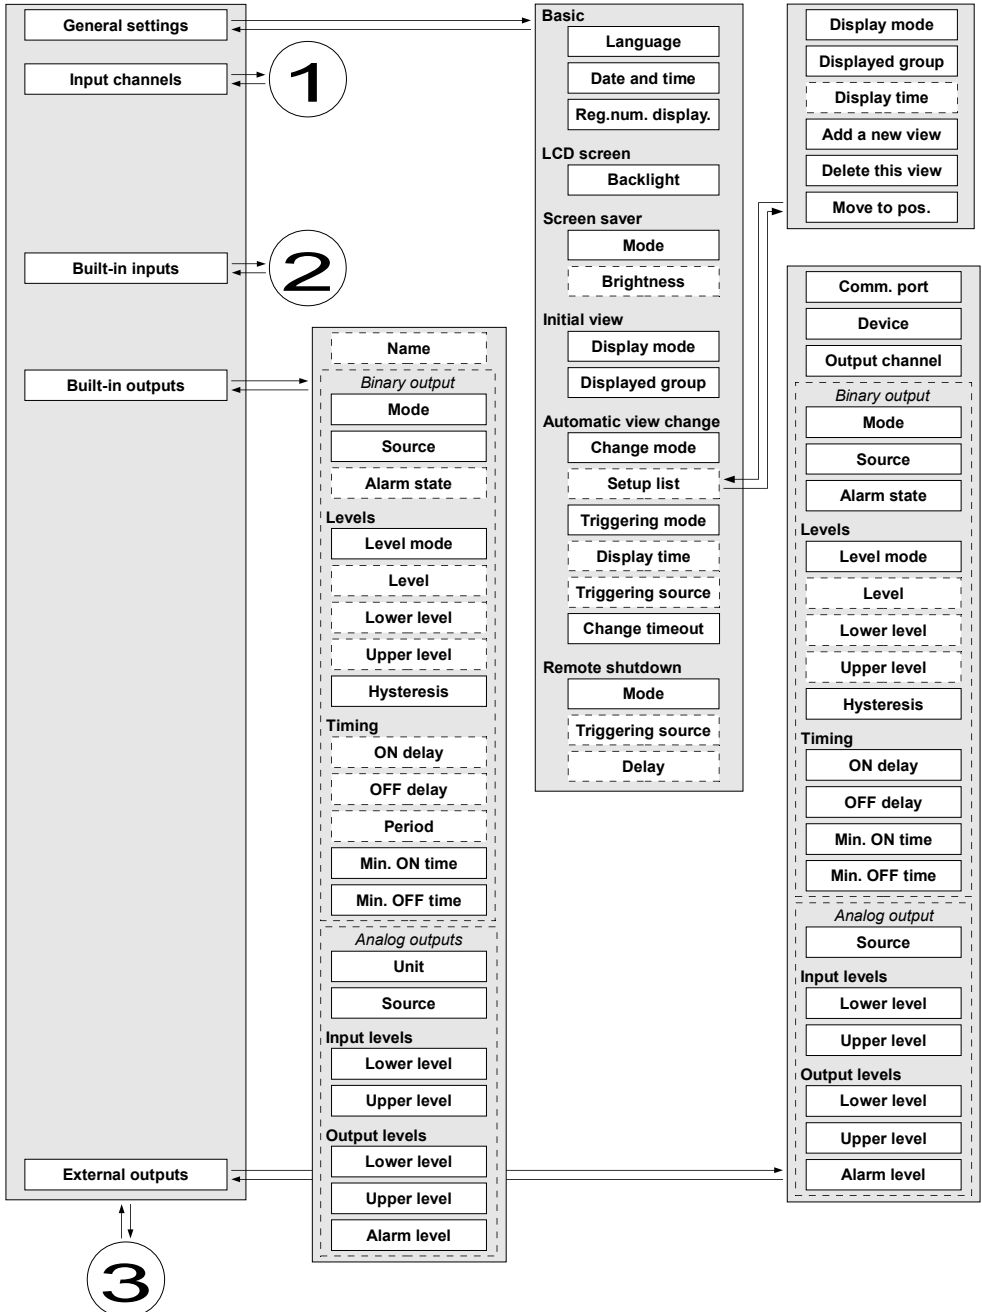 General settings
Input channels
1
Built-in inputs
2
Built-in outputs
External outputs
3
Name
Binary output
Mode
Source
Alarm state
Levels
Level mode
Level
Lower level
Upper level
Hysteresis
Timing
ON delay
OFF delay
Period
Min. ON time
Min. OFF time
Analog outputs
Unit
Source
Input levels
Lower level
Upper level
Output levels
Lower level
Upper level
Alarm level
Basic
Language
Date and time
Reg.num. display.
LCD screen
Backlight
Screen saver
Mode
Brightness
Initial view
Display mode
Displayed group
Automatic view change
Change mode
Setup list
Triggering mode
Display time
Triggering source
Change timeout
Remote shutdown
Mode
Triggering source
Delay
Display mode
Displayed group
Display time
Add a new view
Delete this view
Move to pos.
Comm. port
Device
Output channel
Binary output
Mode
Source
Alarm state
Levels
Level mode
Level
Lower level
Upper level
Hysteresis
Timing
ON delay
OFF delay
Min. ON time
Min. OFF time
Analog output
Source
Input levels
Lower level
Upper level
Output levels
Lower level
Upper level
Alarm level